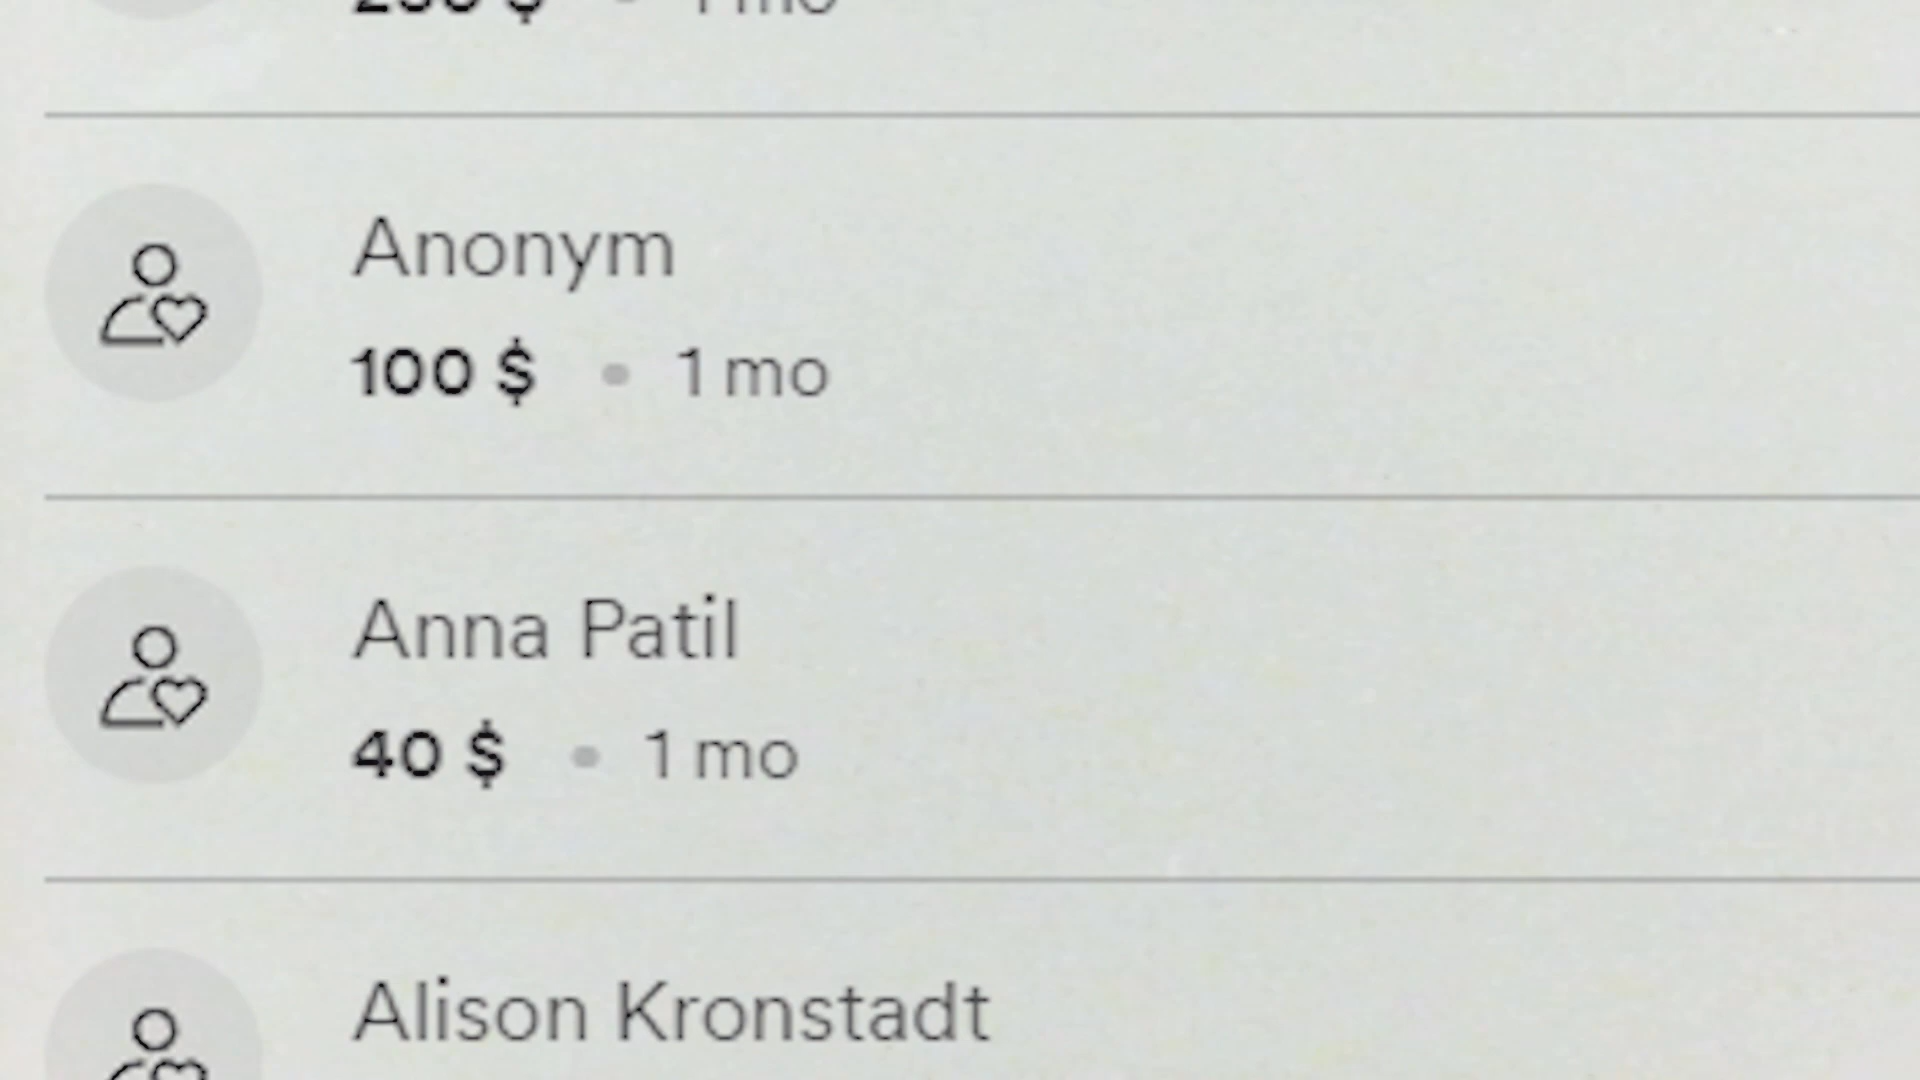 Anonym
100 $ • 1 mo
Anna Patil
40 $ • 1 mo
Alison Kronstadt